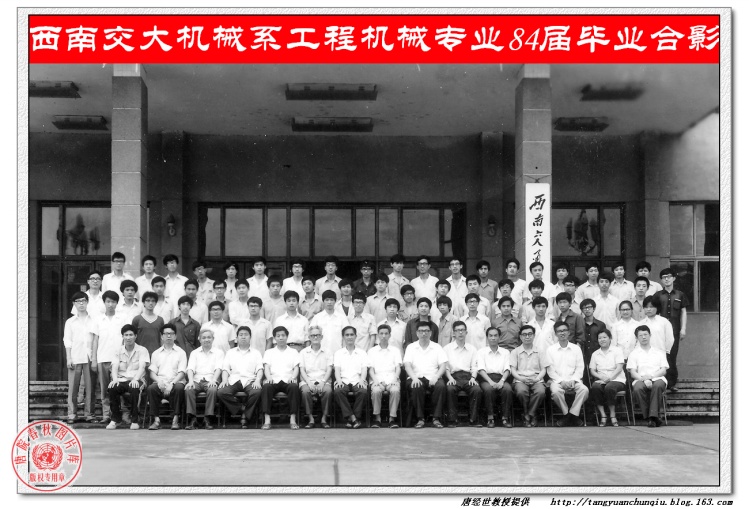 西南交大机械系工程机械专业84届毕业合影
西南交大
唐院春秋图片库
版权专用章
唐经世教授提供 http://tangyuanchunqiu.blog.163.com